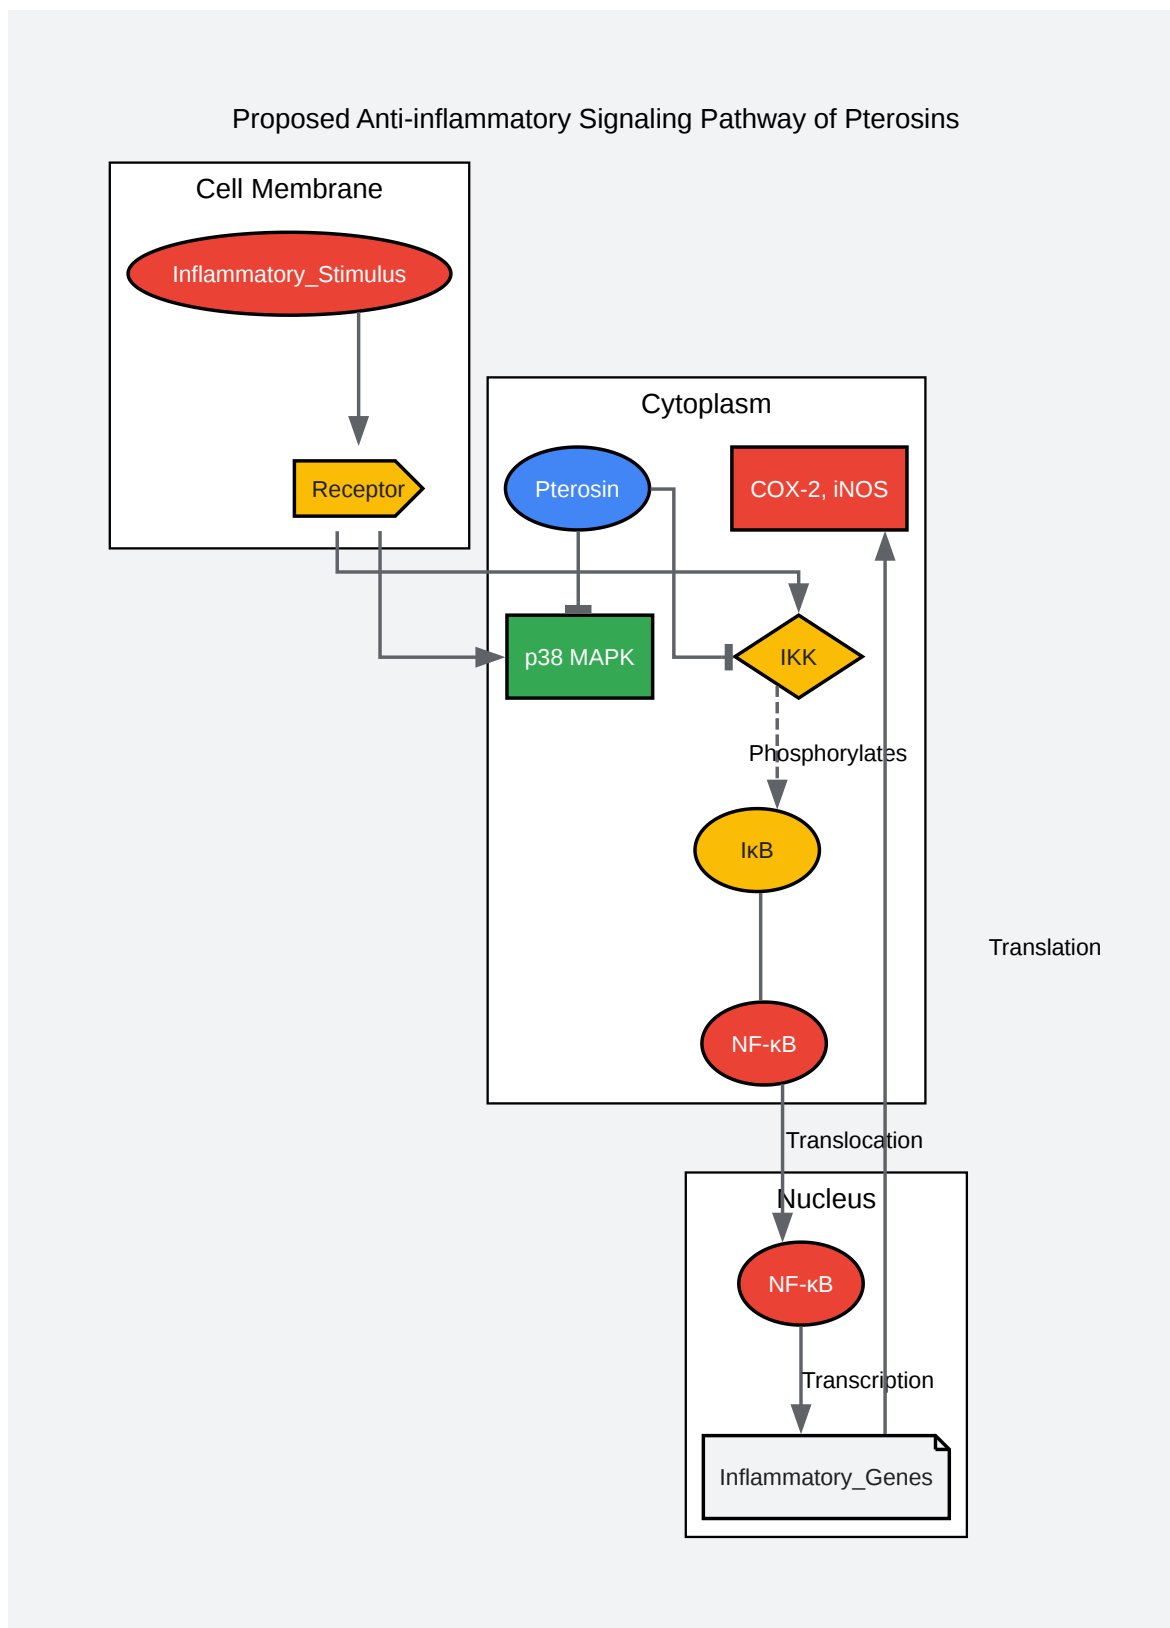 Proposed Anti-inflammatory Signaling Pathway of Pterosins
Cell Membrane
Inflammatory_Stimulus
Receptor
Cytoplasm
Pterosin
COX-2, iNOS
p38 MAPK
IKK
Phosphorylates
IκB
Translation
NF-κB
Translocation
Nucleus
NF-κB
Transcription
Inflammatory_Genes